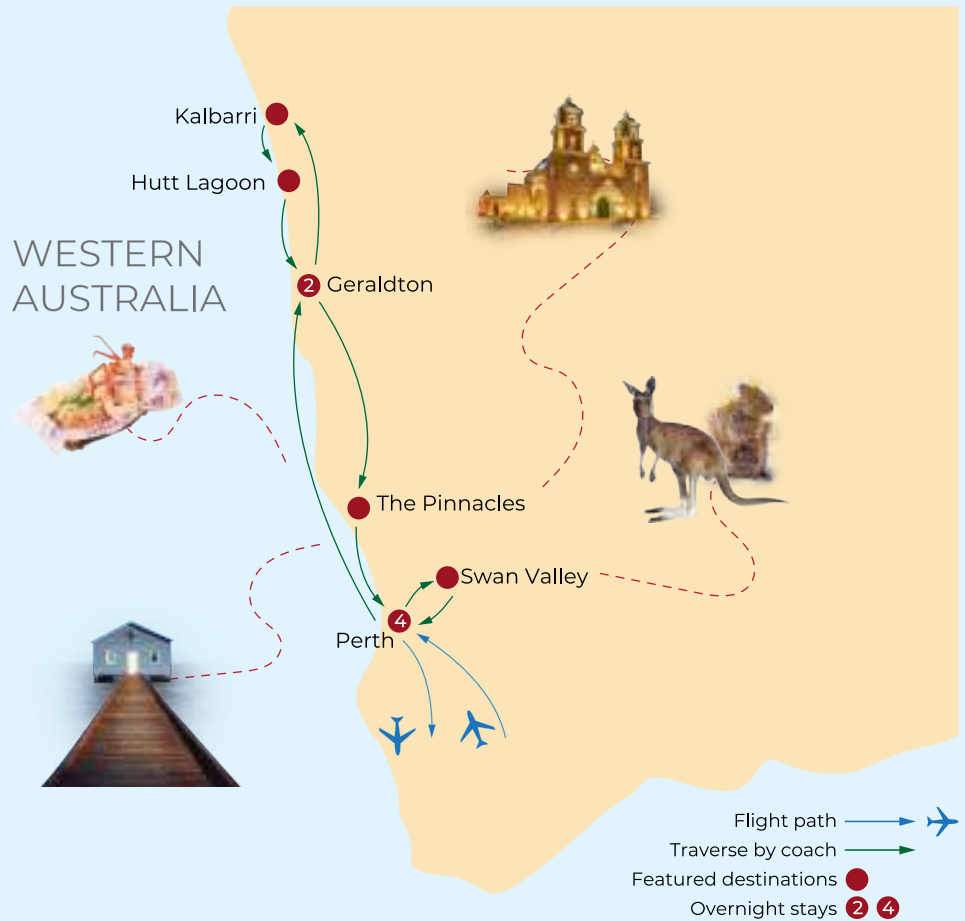 Kalbarri
Hutt Lagoon
WESTERN
AUSTRALIA
2 Geraldton
The Pinnacles
Swan Valley
4
Perth
Flight path
Traverse by coach
Featured destinations
Overnight stays 2 4